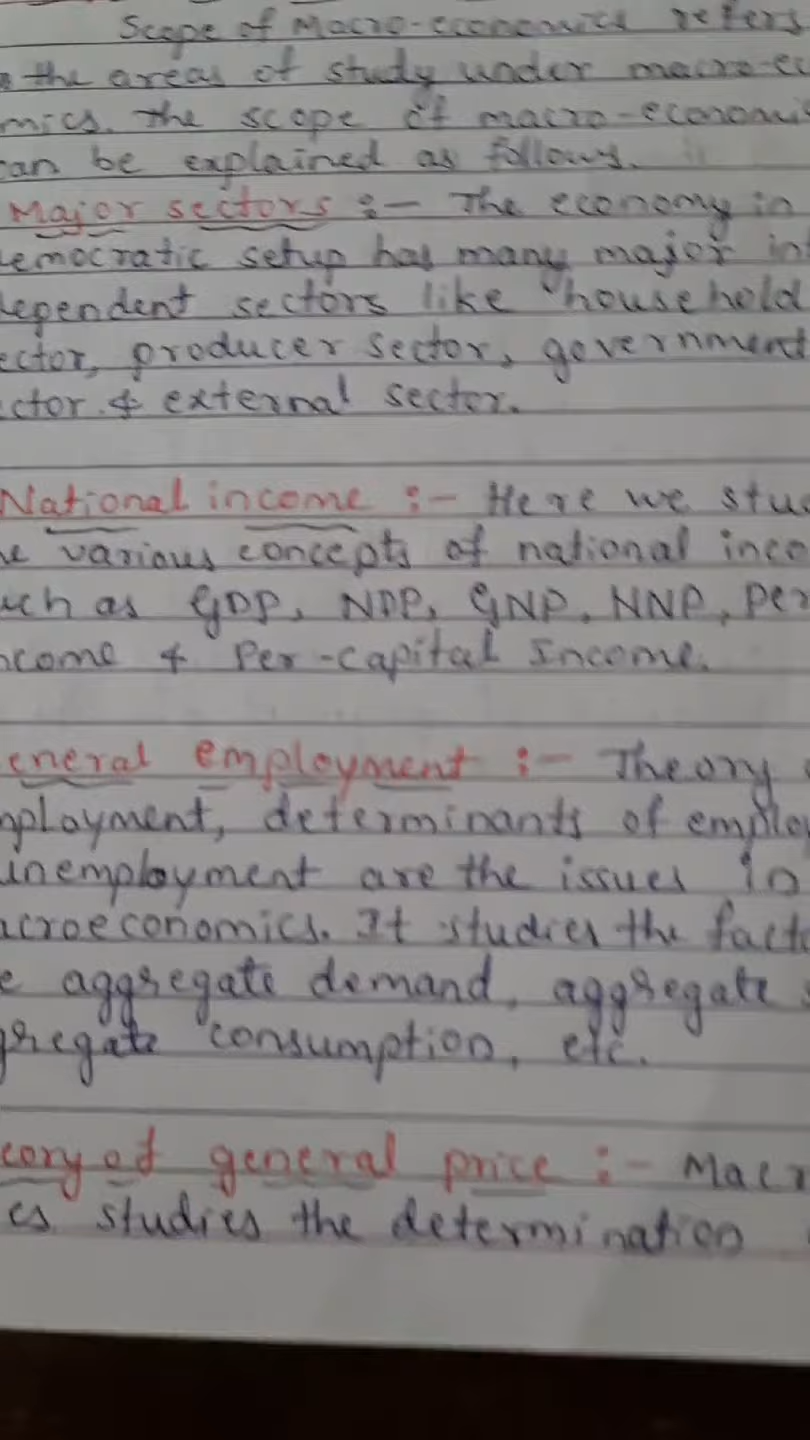 Scope of Macro-economics refers
the areas of study under macro-ec
mics. The scope of macro-economi
can be explained as follows.
Major sectors :- The economy in
emocratic setup has many major in
dependent sectors like household
ector, producer sector, government
ctor & external sector.
National income :- Here we stu
e various concepts of national inco
uch as GDP, NDP, GNP, NNP, Per
ncome & Per-capital Income.
eneral employment :- Theory
mployment, determinants of emplo
unemployment are the issues in
acroeconomics. It studies the facto
e aggregate demand, aggregate
gregate consumption, etc.
eory of general price :- Macr
es studies the determination